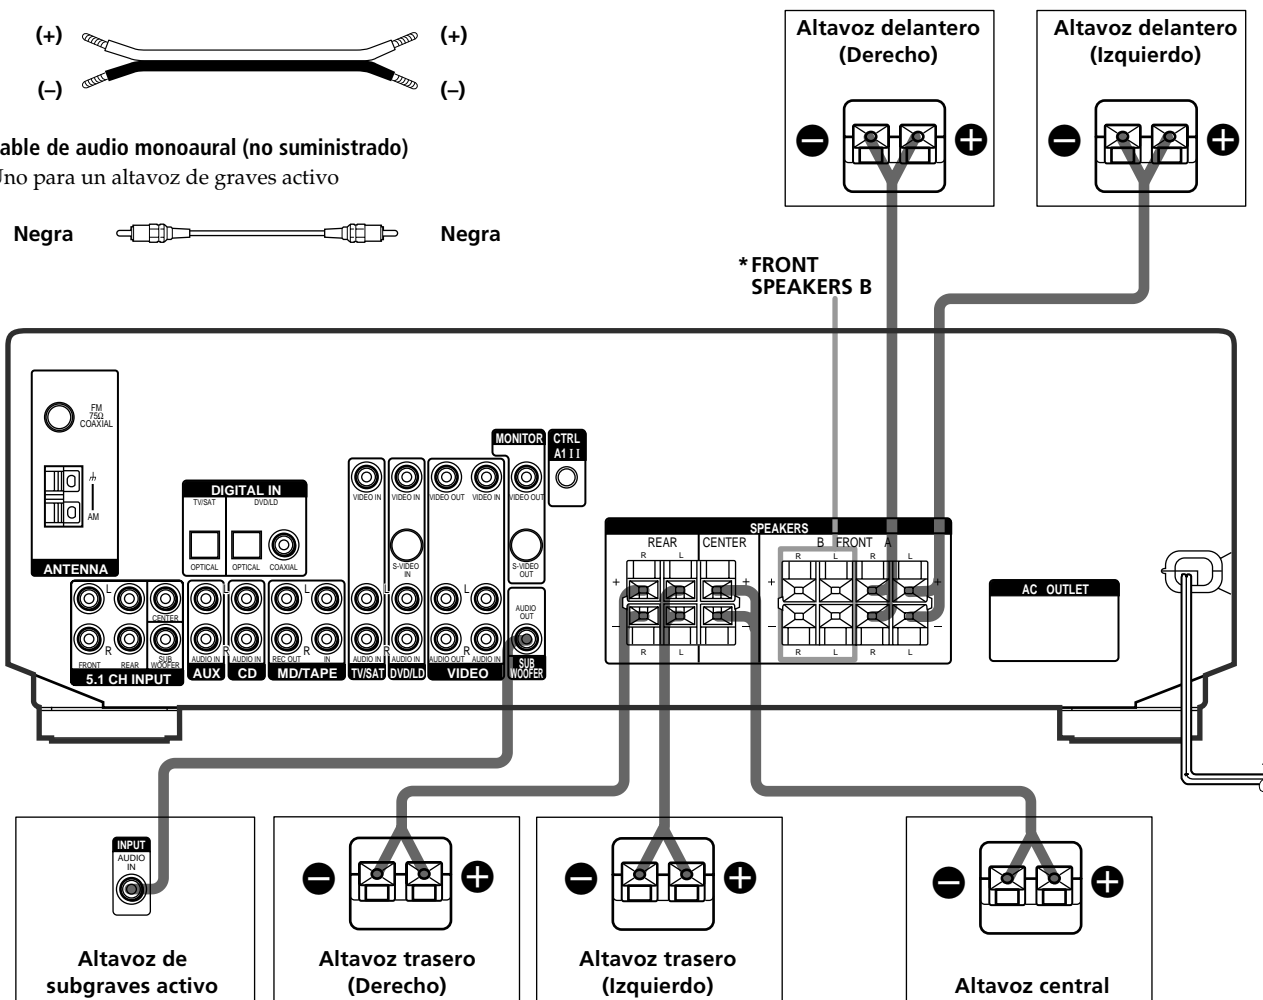 (+) (+)
(–) (–)
able de audio monoaural (no suministrado)
Uno para un altavoz de graves activo
Negra Negra
Altavoz delantero
(Derecho)
Altavoz delantero
(Izquierdo)
*FRONT
SPEAKERS B
FM
75Ω
COAXIAL
AM
ANTENNA
DIGITAL IN
TV/SAT DVD/LD
OPTICAL OPTICAL COAXIAL
MONITOR
CTRL
A1 II
VIDEO IN VIDEO IN VIDEO OUT VIDEO IN VIDEO OUT
S-VIDEO
IN
S-VIDEO
OUT
AUDIO
OUT
L L L L
CENTER
R R R R
FRONT REAR SUB
WOOFER
AUDIO IN AUDIO IN REC OUT IN AUDIO IN AUDIO IN AUDIO OUT AUDIO IN
5.1 CH INPUT AUX CD MD/TAPE TV/SAT DVD/LD VIDEO
SUB
WOOFER
SPEAKERS
REAR CENTER B FRONT A
R L R L R L
+ + + +
– – – –
R L R L R L
AC OUTLET
INPUT
AUDIO
IN
Altavoz de
subgraves activo
Altavoz trasero
(Derecho)
Altavoz trasero
(Izquierdo)
Altavoz central